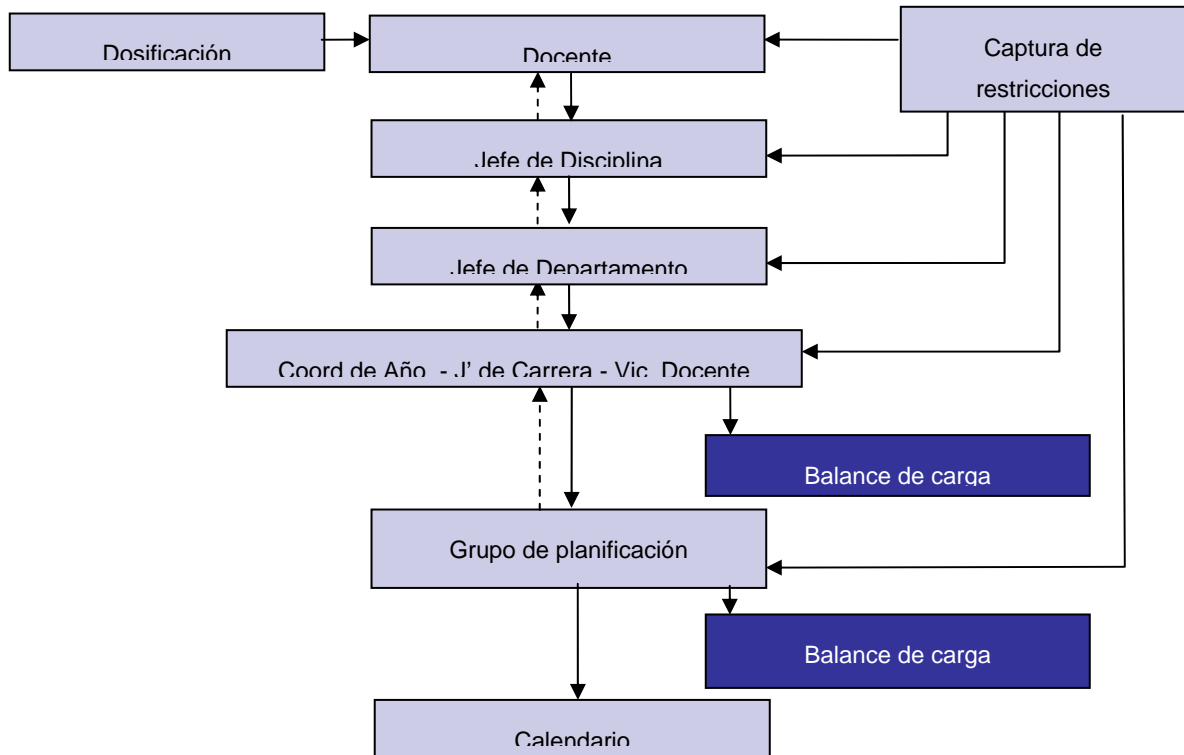 Dosificación
Docente
Captura de
restricciones
Jefe de Disciplina
Jefe de Departamento
Coord de Año - J' de Carrera - Vic Docente
Balance de carga
Grupo de planificación
Balance de carga
Calendario